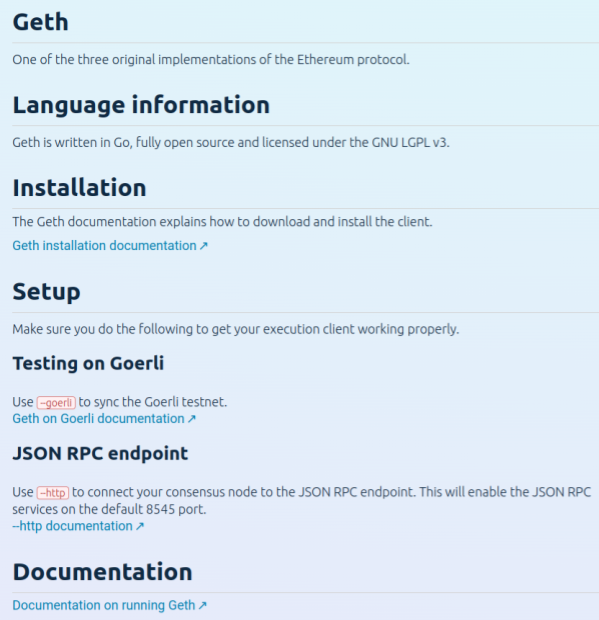 Geth
One of the three original implementations of the Ethereum protocol.
Language information
Geth is written in Go, fully open source and licensed under the GNU LGPL v3.
Installation
The Geth documentation explains how to download and install the client.
Geth installation documentation ↗
Setup
Make sure you do the following to get your execution client working properly.
Testing on Goerli
Use --goerli to sync the Goerli testnet.
Geth on Goerli documentation ↗
JSON RPC endpoint
Use --http to connect your consensus node to the JSON RPC endpoint. This will enable the JSON RPC
services on the default 8545 port.
--http documentation ↗
Documentation
Documentation on running Geth ↗